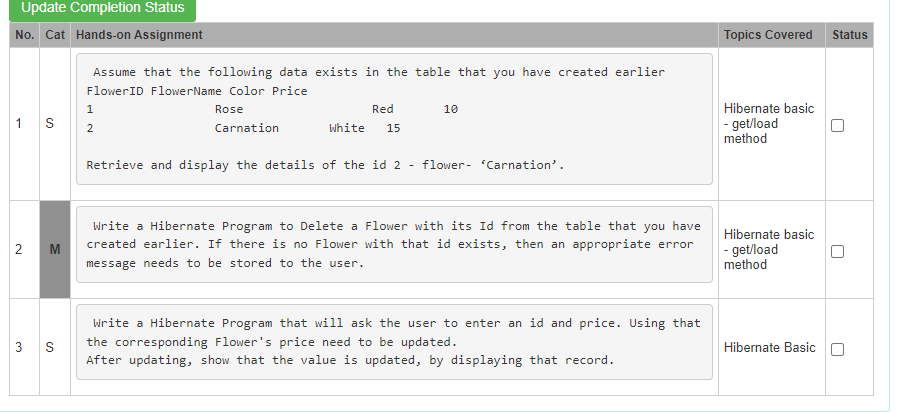 Update Completion Status
No. Cat Hands-on Assignment Topics Covered Status
1 S
Assume that the following data exists in the table that you have created earlier
FlowerID FlowerName Color Price
1 Rose Red 10
2 Carnation White 15
Retrieve and display the details of the id 2 - flower- ‘Carnation’.
Hibernate basic
- get/load
method
2 M
Write a Hibernate Program to Delete a Flower with its Id from the table that you have
created earlier. If there is no Flower with that id exists, then an appropriate error
message needs to be stored to the user.
Hibernate basic
- get/load
method
3 S
Write a Hibernate Program that will ask the user to enter an id and price. Using that
the corresponding Flower's price need to be updated.
After updating, show that the value is updated, by displaying that record.
Hibernate Basic